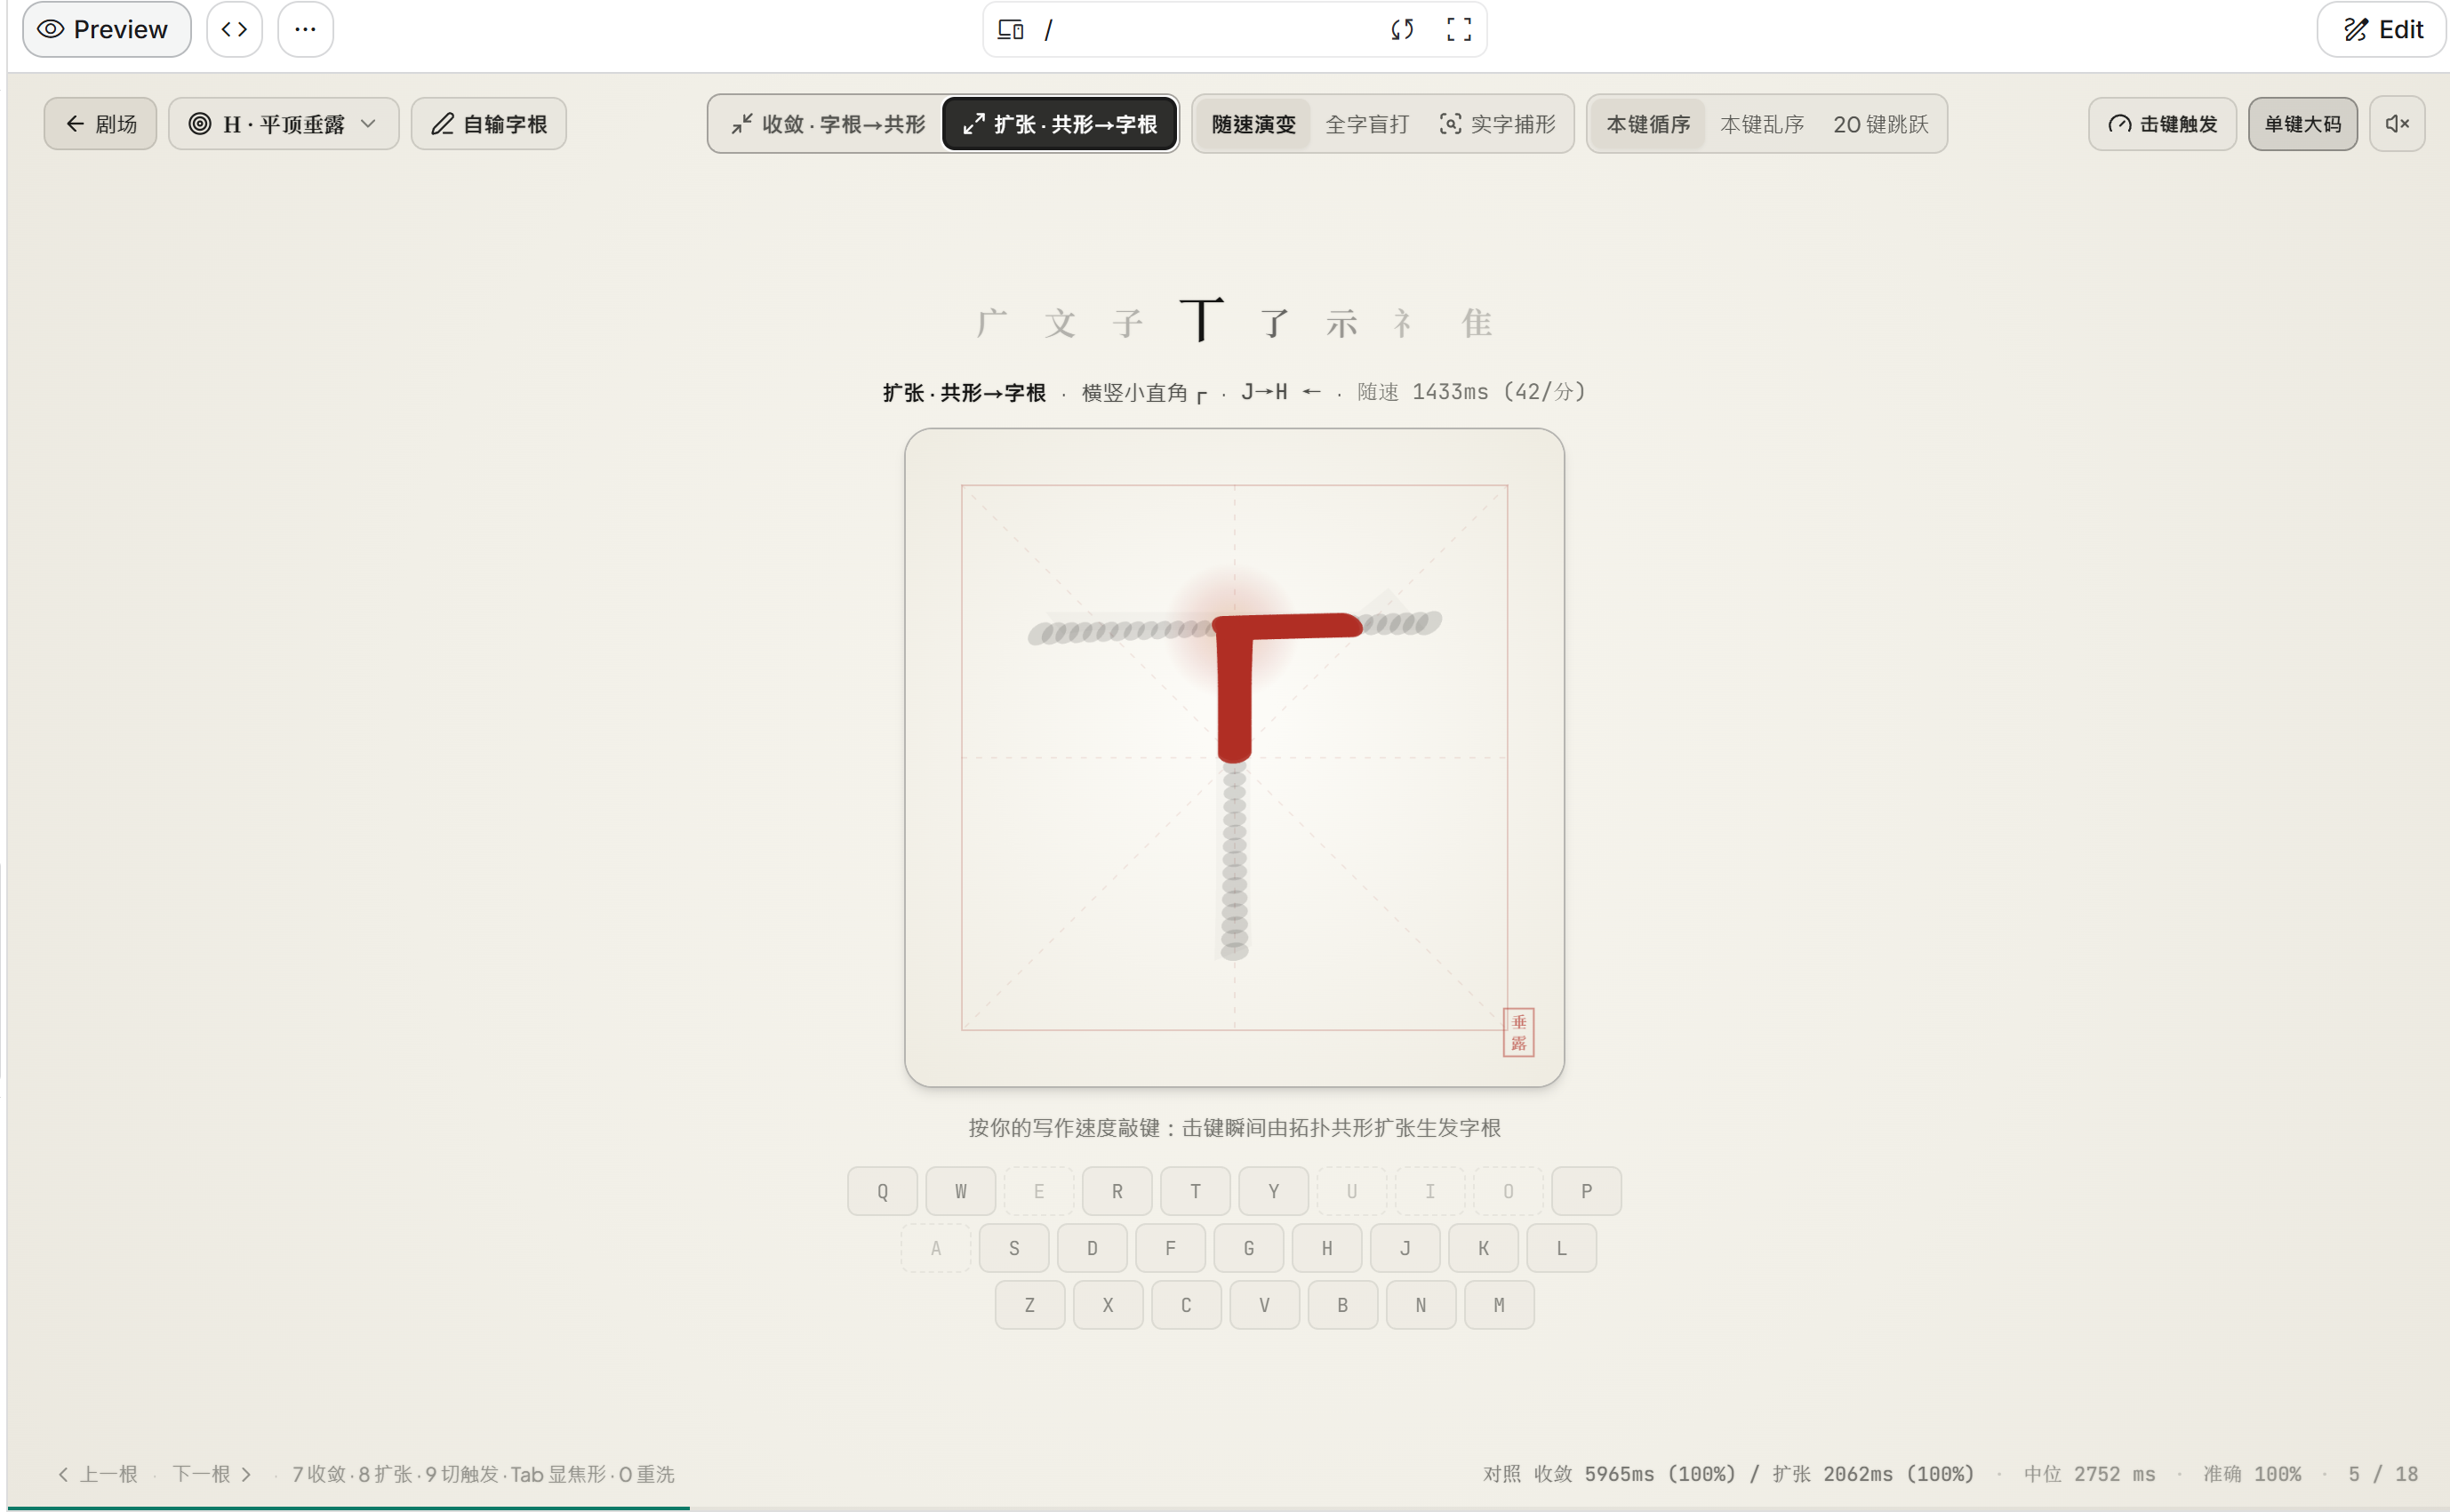 Preview
/
Edit
剧场
H · 平顶垂露
自输字根
收敛 · 字根→共形
扩张 · 共形→字根
随速演变
全字盲打
实字捕形
本键循序
本键乱序
20 键跳跃
击键触发
单键大码
广 文 子 丅 了 示 礻 隹
扩张 · 共形→字根 · 横竖小直角┏ · J→H ← · 随速 1433ms (42/分)
垂露
按你的写作速度敲键：击键瞬间由拓扑共形扩张生发字根
Q W E R T Y U I O P
A S D F G H J K L
Z X C V B N M
上一根 · 下一根 · 7 收敛 · 8 扩张 · 9 切触发 · Tab 显焦形 · 0 重洗
对照 收敛 5965ms (100%) / 扩张 2062ms (100%) · 中位 2752 ms · 准确 100% · 5 / 18